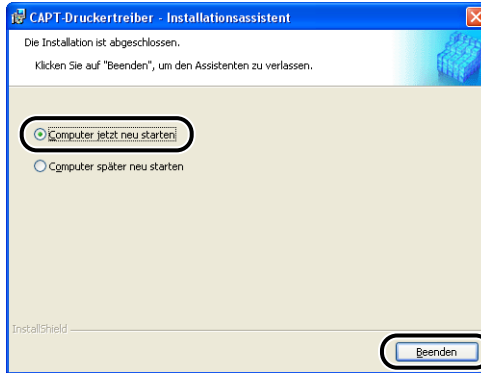 CAPT-Druckertreiber - Installationsassistent
Die Installation ist abgeschlossen.
Klicken Sie auf "Beenden", um den Assistenten zu verlassen.
Computer jetzt neu starten
Computer später neu starten
InstallShield
Beenden